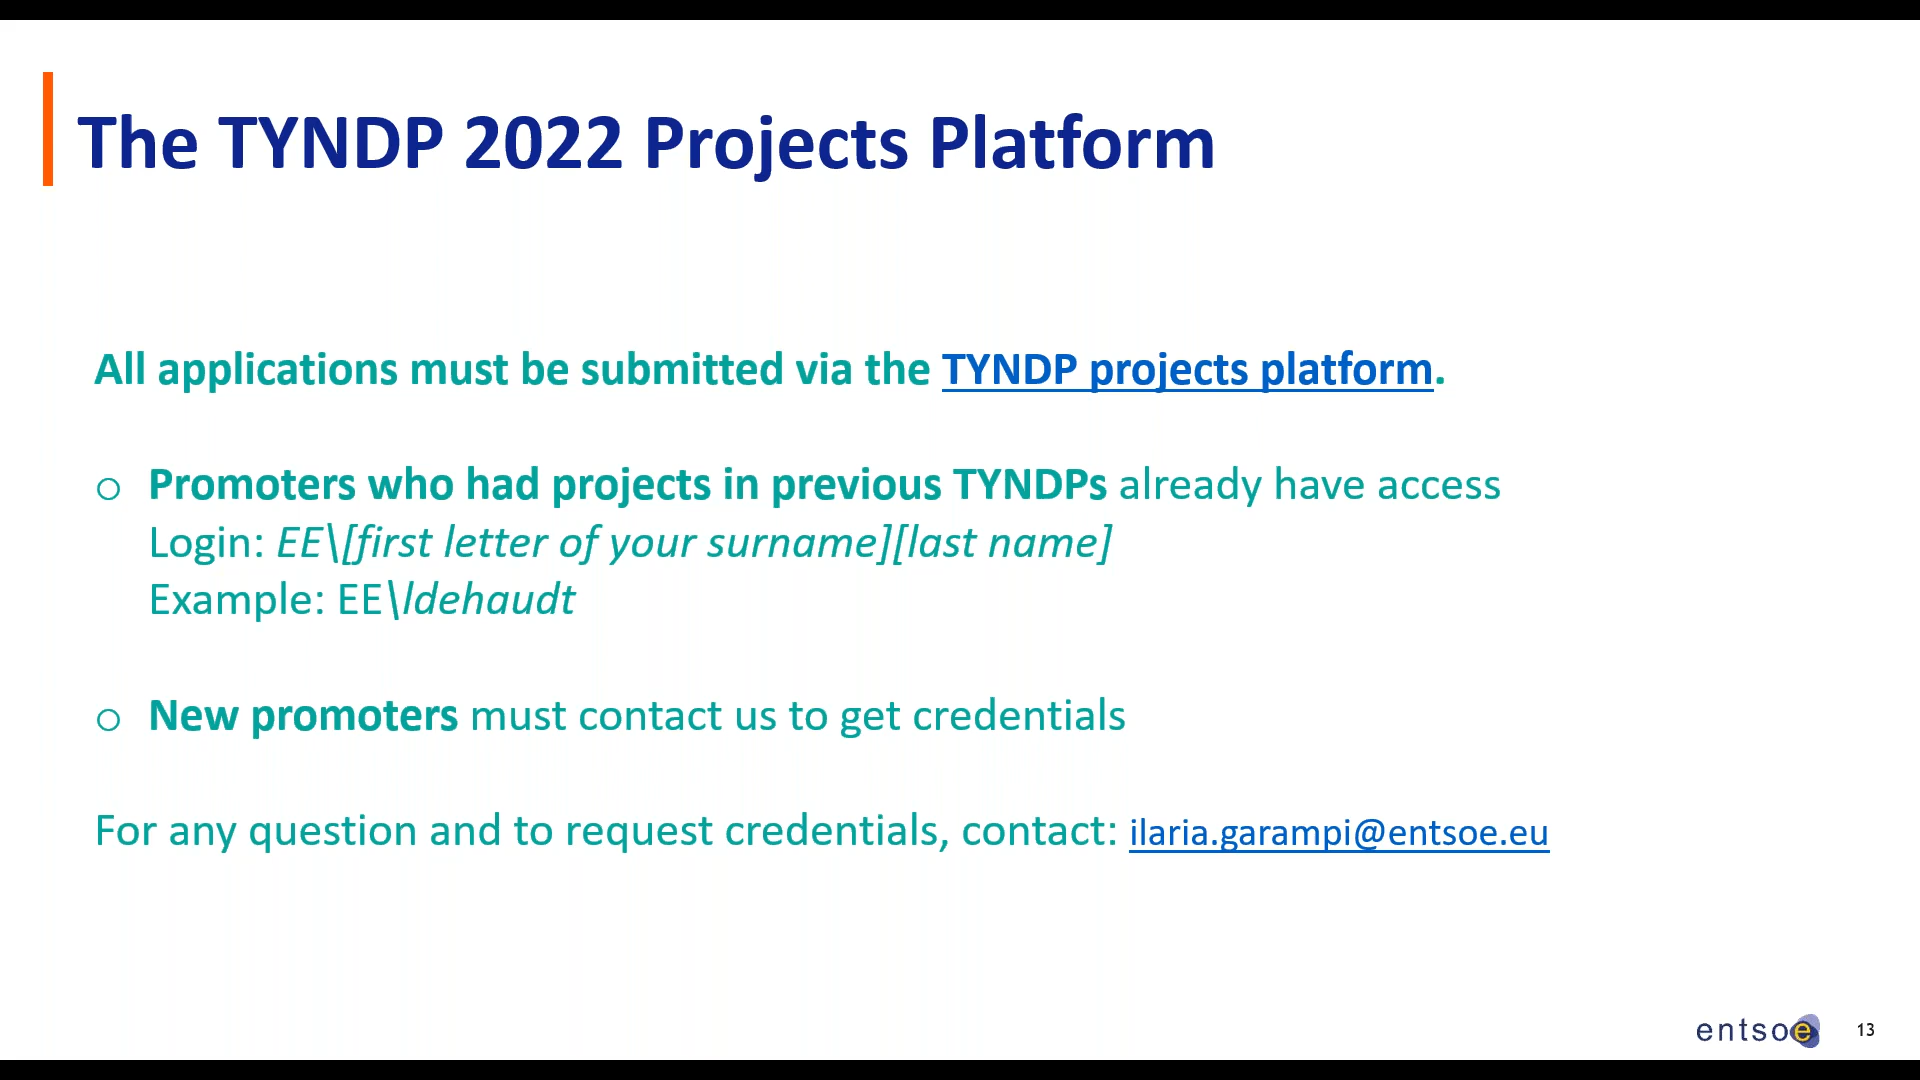 The TYNDP 2022 Projects Platform
All applications must be submitted via the TYNDP projects platform.
o Promoters who had projects in previous TYNDPs already have access
Login: EE\[first letter of your surname][last name]
Example: EE\ldehaudt
o New promoters must contact us to get credentials
For any question and to request credentials, contact: ilaria.garampi@entsoe.eu
entsoe 13